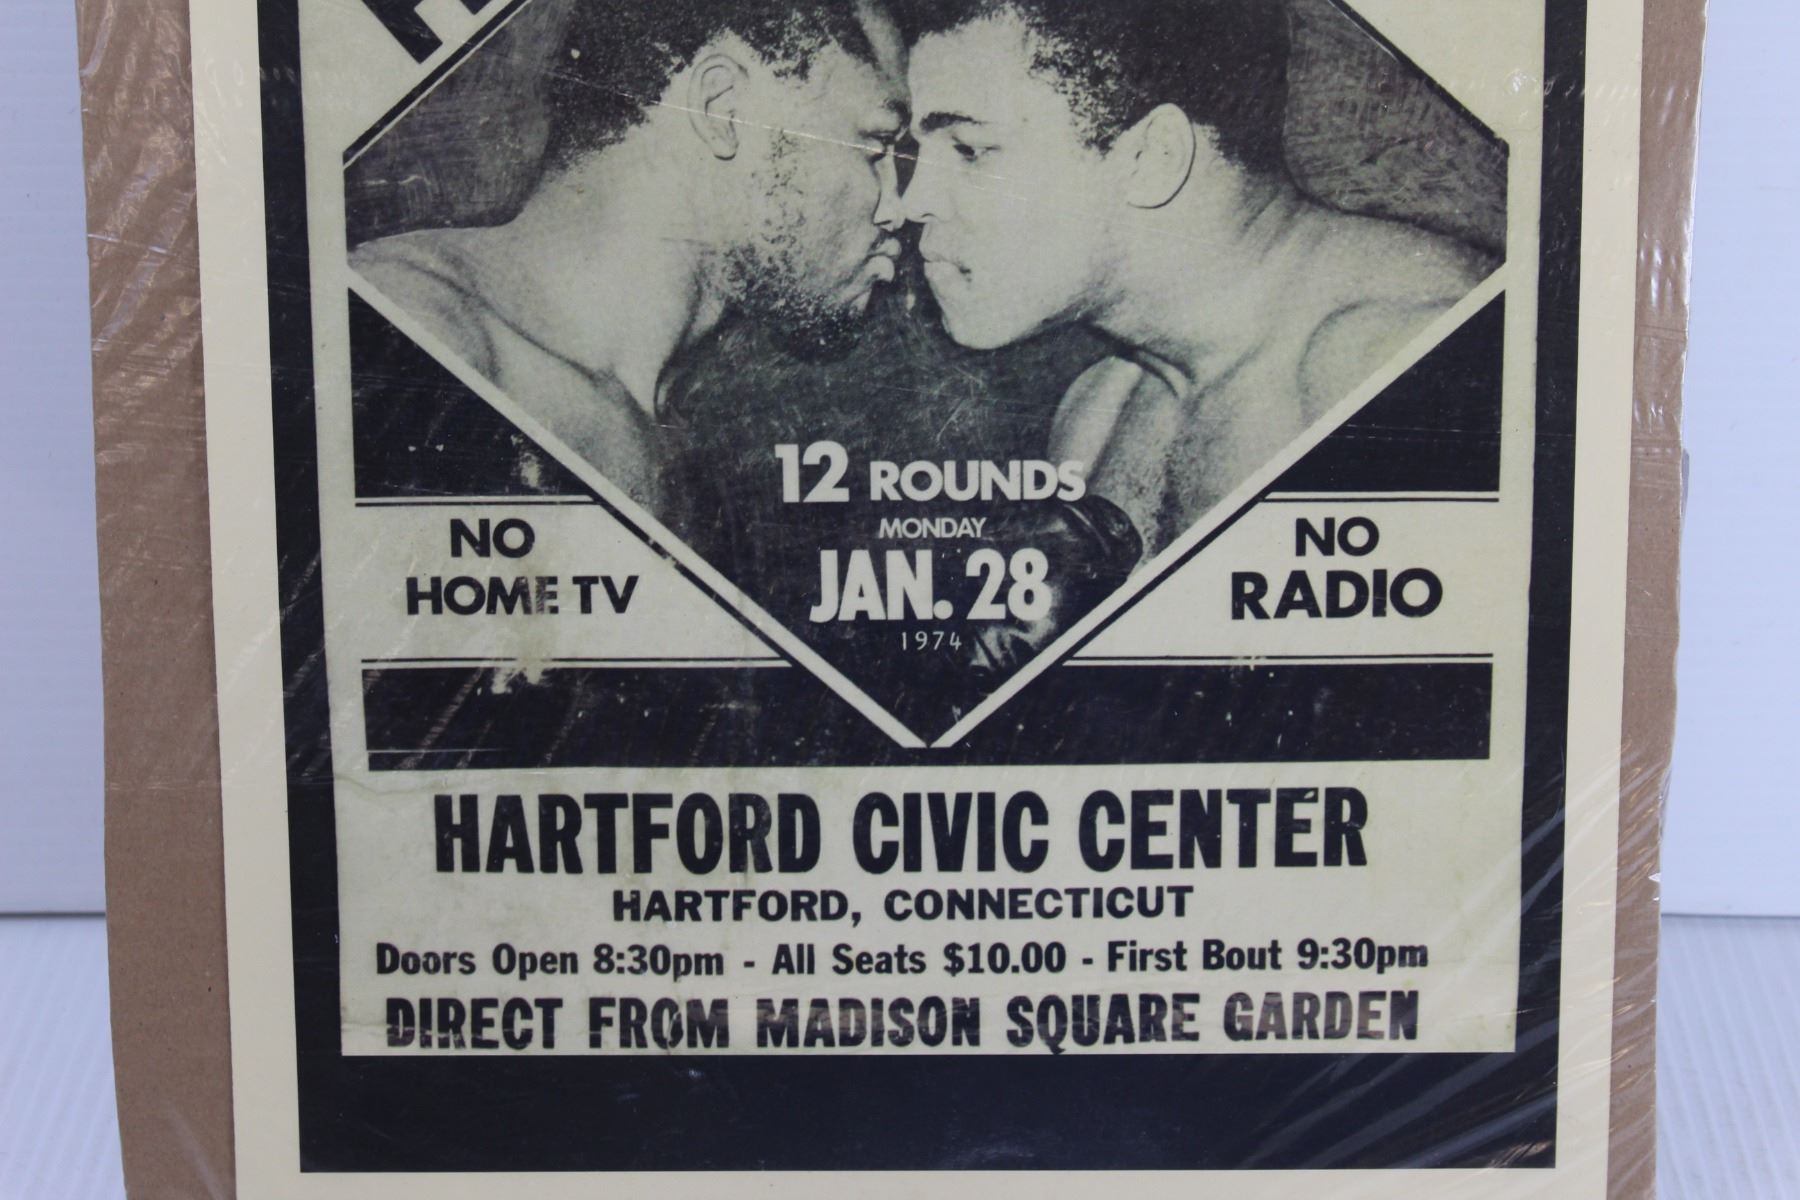 12 ROUNDS
MONDAY
JAN. 28
1974
NO
HOME TV
NO
RADIO
HARTFORD CIVIC CENTER
HARTFORD, CONNECTICUT
Doors Open 8:30pm - All Seats $10.00 - First Bout 9:30pm
DIRECT FROM MADISON SQUARE GARDEN